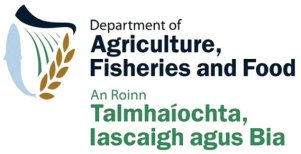 Department of
Agriculture,
Fisheries and Food
An Roinn
Talmhaíochta,
Iascaigh agus Bia